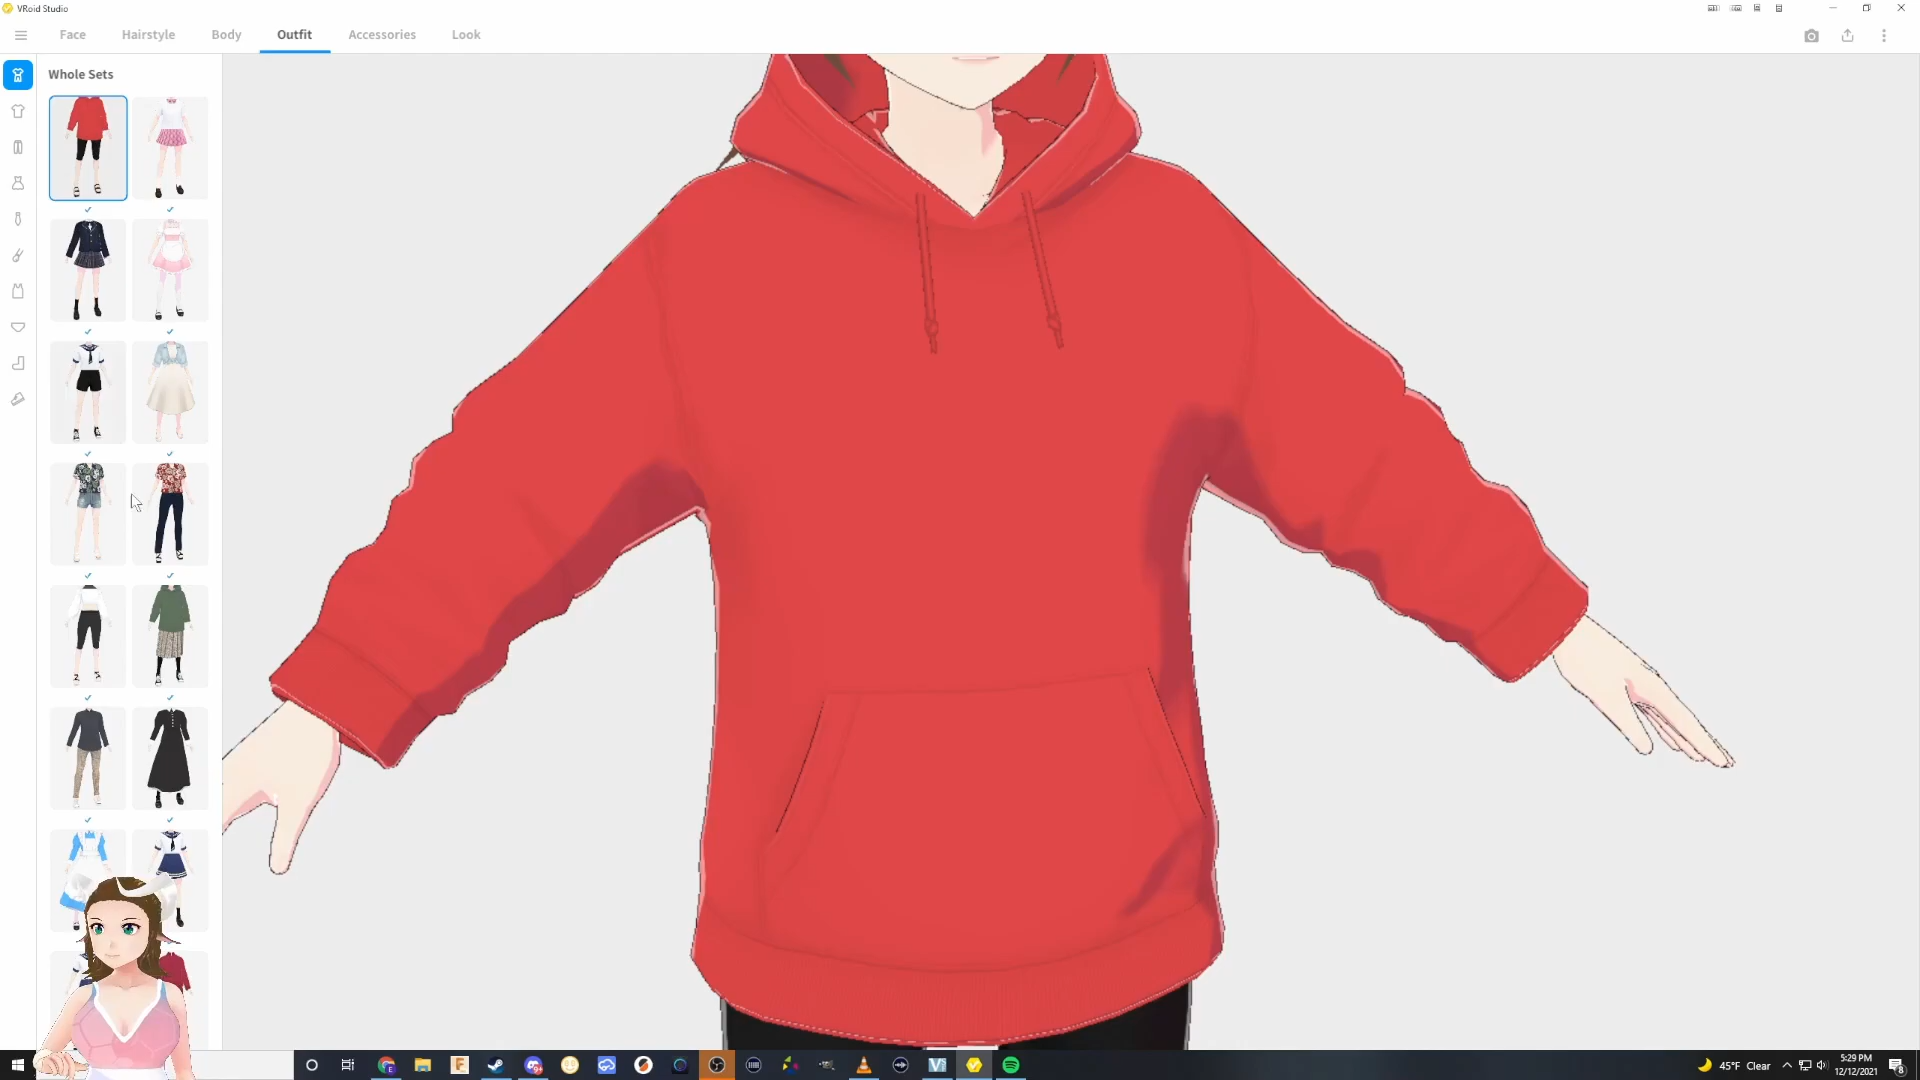 VRoid Studio
Face Hairstyle Body Outfit Accessories Look
Whole Sets
45°F Clear
5:29 PM
12/12/2021